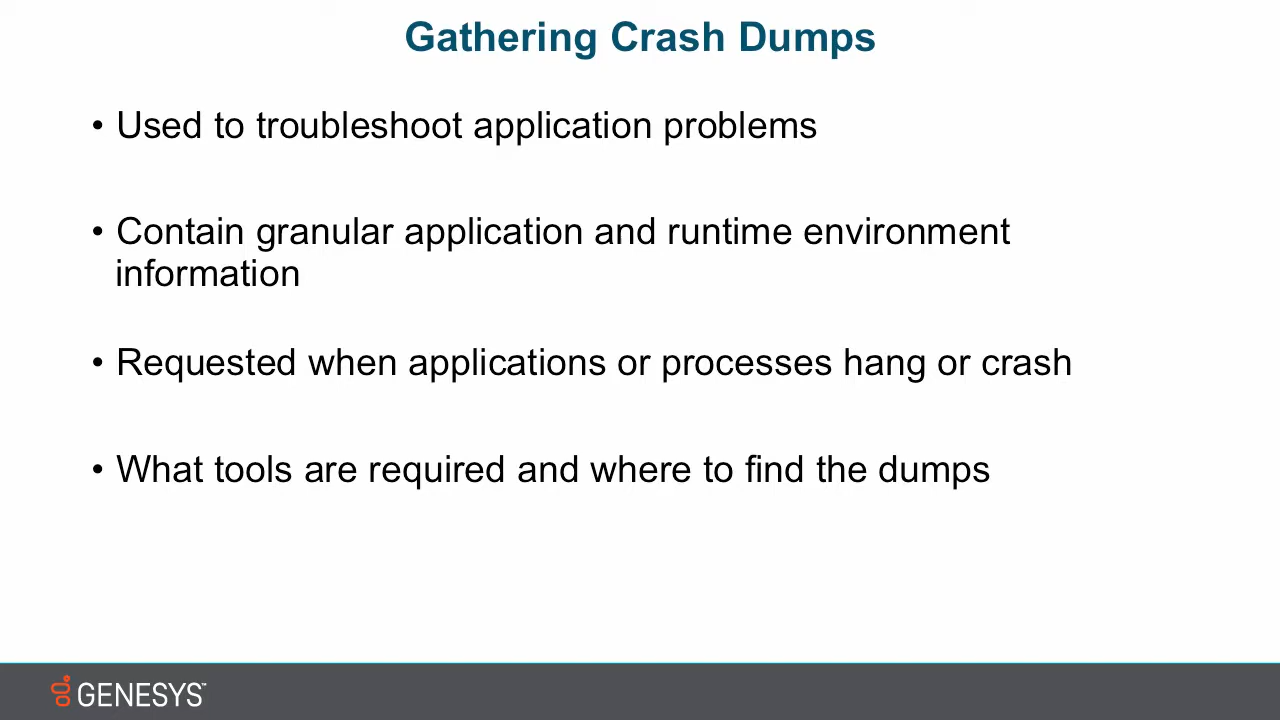 Gathering Crash Dumps
• Used to troubleshoot application problems
• Contain granular application and runtime environment
information
• Requested when applications or processes hang or crash
• What tools are required and where to find the dumps
GENESYS™